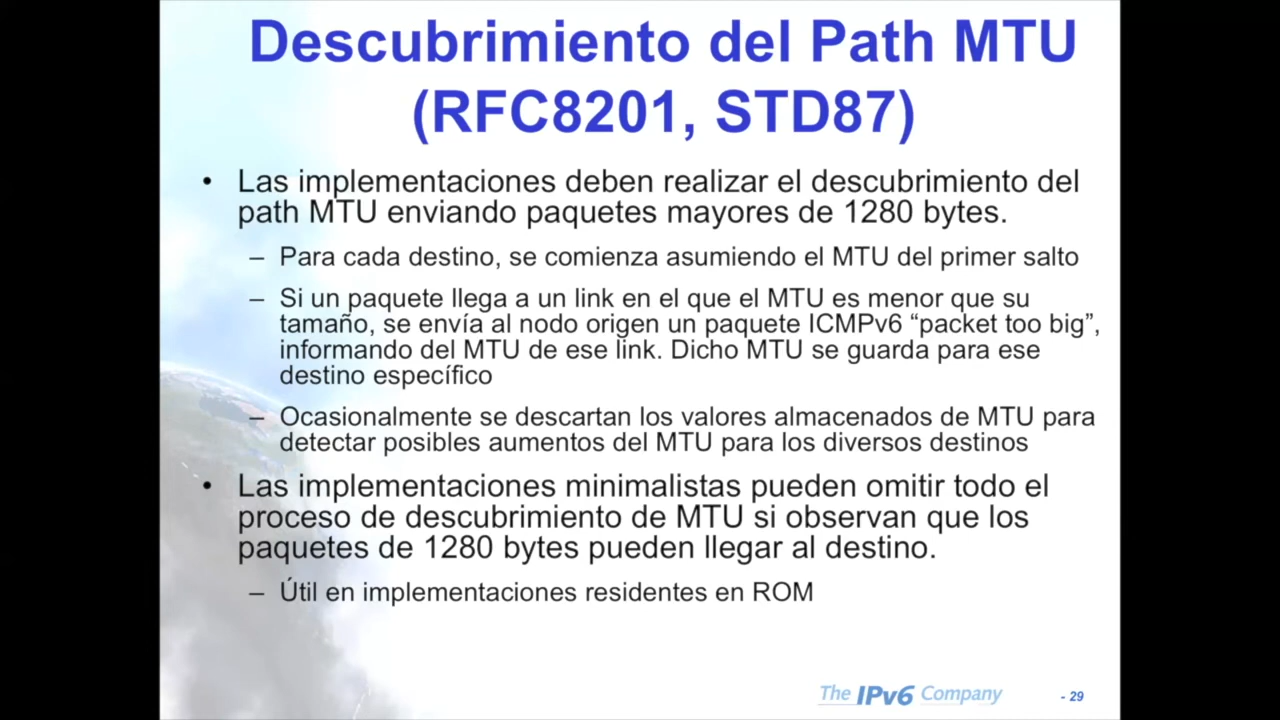 Descubrimiento del Path MTU
(RFC8201, STD87)
• Las implementaciones deben realizar el descubrimiento del
path MTU enviando paquetes mayores de 1280 bytes.
– Para cada destino, se comienza asumiendo el MTU del primer salto
– Si un paquete llega a un link en el que el MTU es menor que su
tamaño, se envía al nodo origen un paquete ICMPv6 “packet too big”,
informando del MTU de ese link. Dicho MTU se guarda para ese
destino específico
– Ocasionalmente se descartan los valores almacenados de MTU para
detectar posibles aumentos del MTU para los diversos destinos
• Las implementaciones minimalistas pueden omitir todo el
proceso de descubrimiento de MTU si observan que los
paquetes de 1280 bytes pueden llegar al destino.
– Útil en implementaciones residentes en ROM
The IPv6 Company
- 29